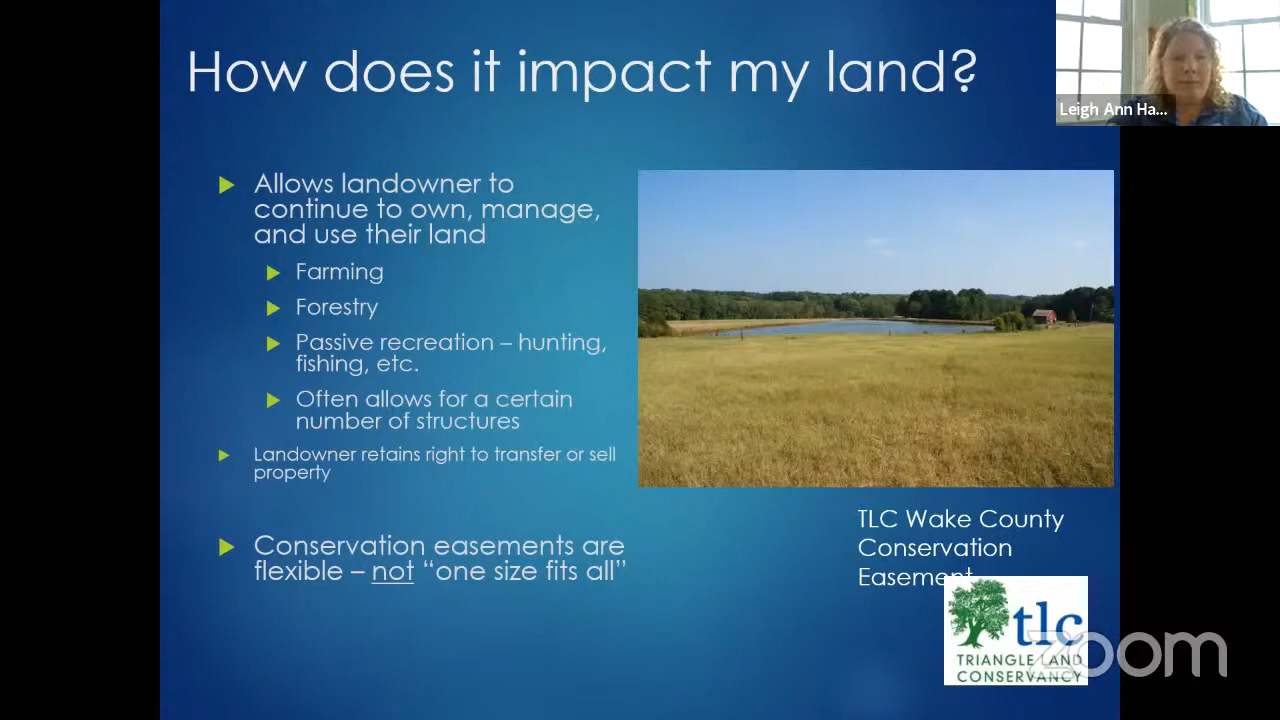 How does it impact my land?
Leigh Ann Ha...
Allows landowner to
continue to own, manage,
and use their land
Farming
Forestry
Passive recreation – hunting,
fishing, etc.
Often allows for a certain
number of structures
Landowner retains right to transfer or sell
property
Conservation easements are
flexible – not “one size fits all”
TLC Wake County
Conservation
Easement
tlc
TRIANGLE LAND
CONSERVANCY
zoom